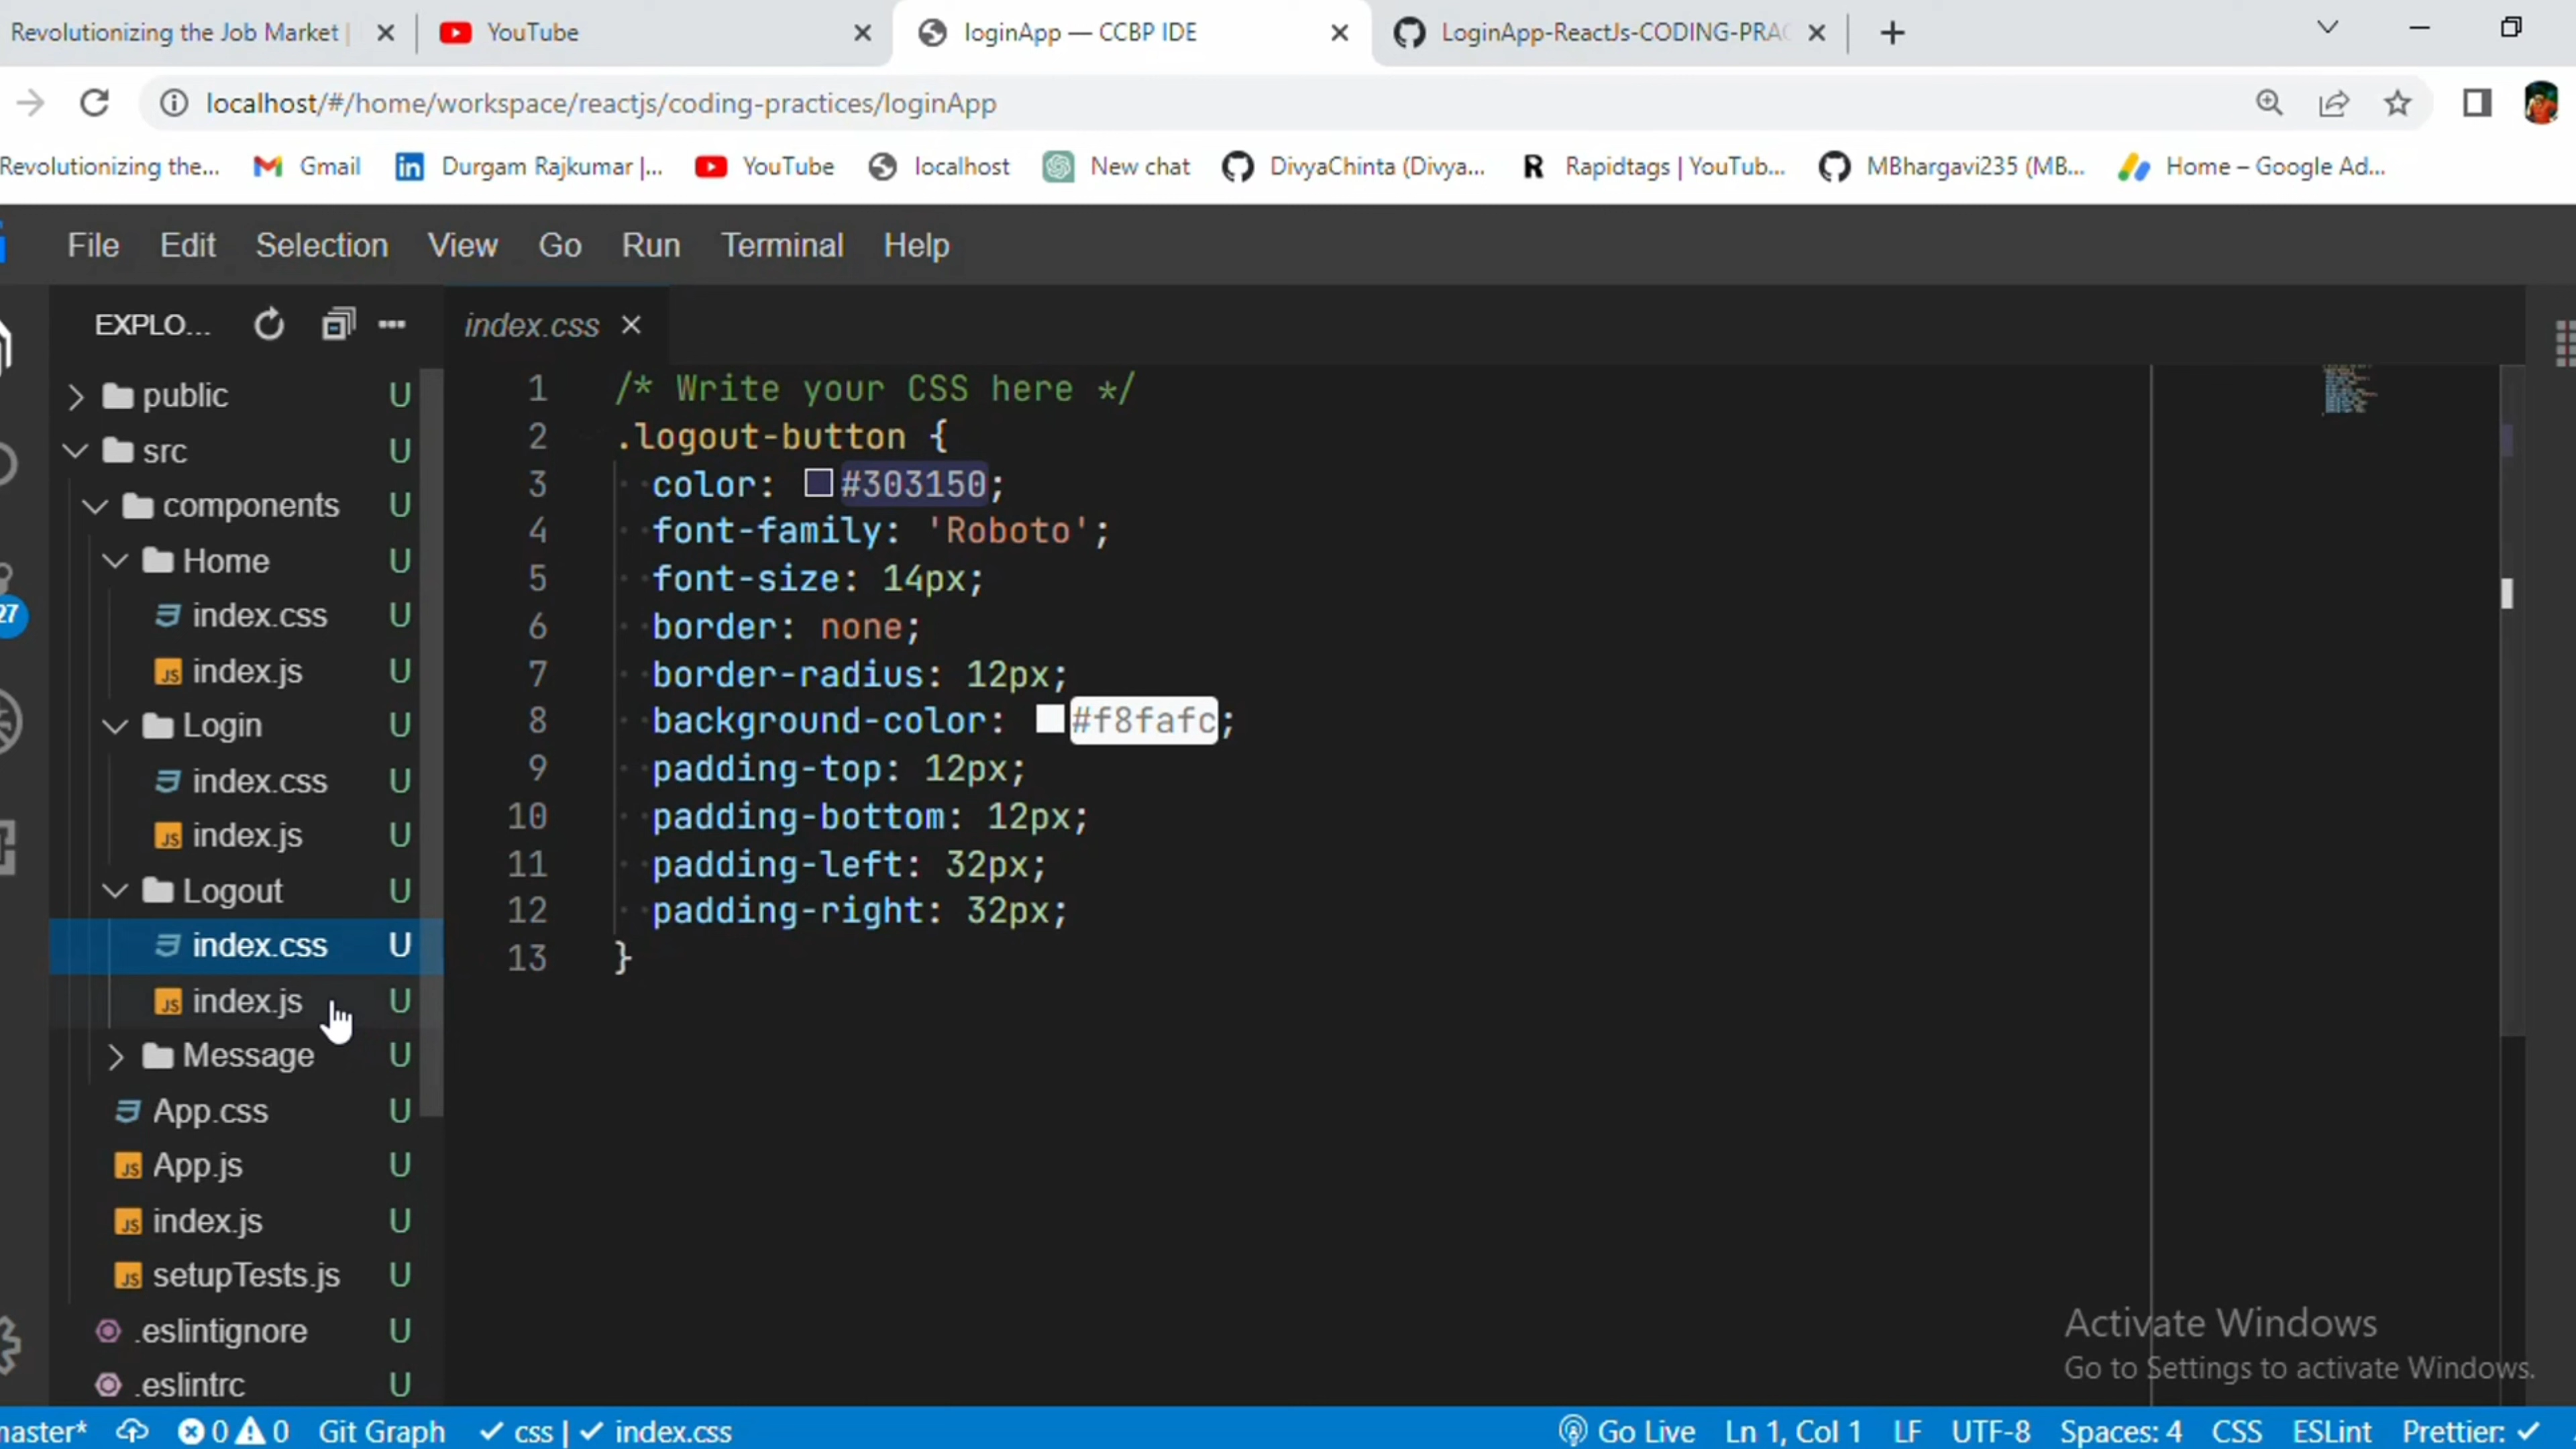 Revolutionizing the Job Market | YouTube loginApp — CCBP IDE LoginApp-ReactJs-CODING-PRAC
localhost/#/home/workspace/reactjs/coding-practices/loginApp
Revolutionizing the... Gmail Durgam Rajkumar |... YouTube localhost New chat DivyaChinta (Divya... Rapidtags | YouTub... MBhargavi235 (MB... Home – Google Ad...
File Edit Selection View Go Run Terminal Help
EXPLO... index.css
public U
src U
components U
Home U
index.css U
index.js U
Login U
index.css U
index.js U
Logout U
index.css U
index.js U
Message U
App.css U
App.js U
index.js U
setupTests.js U
.eslintignore U
.eslintrc U
27
1 /* Write your CSS here */
2 .logout-button {
3 color: #303150;
4 font-family: 'Roboto';
5 font-size: 14px;
6 border: none;
7 border-radius: 12px;
8 background-color: #f8fafc;
9 padding-top: 12px;
10 padding-bottom: 12px;
11 padding-left: 32px;
12 padding-right: 32px;
13 }
Activate Windows
Go to Settings to activate Windows.
master* 0 0 Git Graph ✓ css | ✓ index.css Go Live Ln 1, Col 1 LF UTF-8 Spaces: 4 CSS ESLint Prettier: ✓